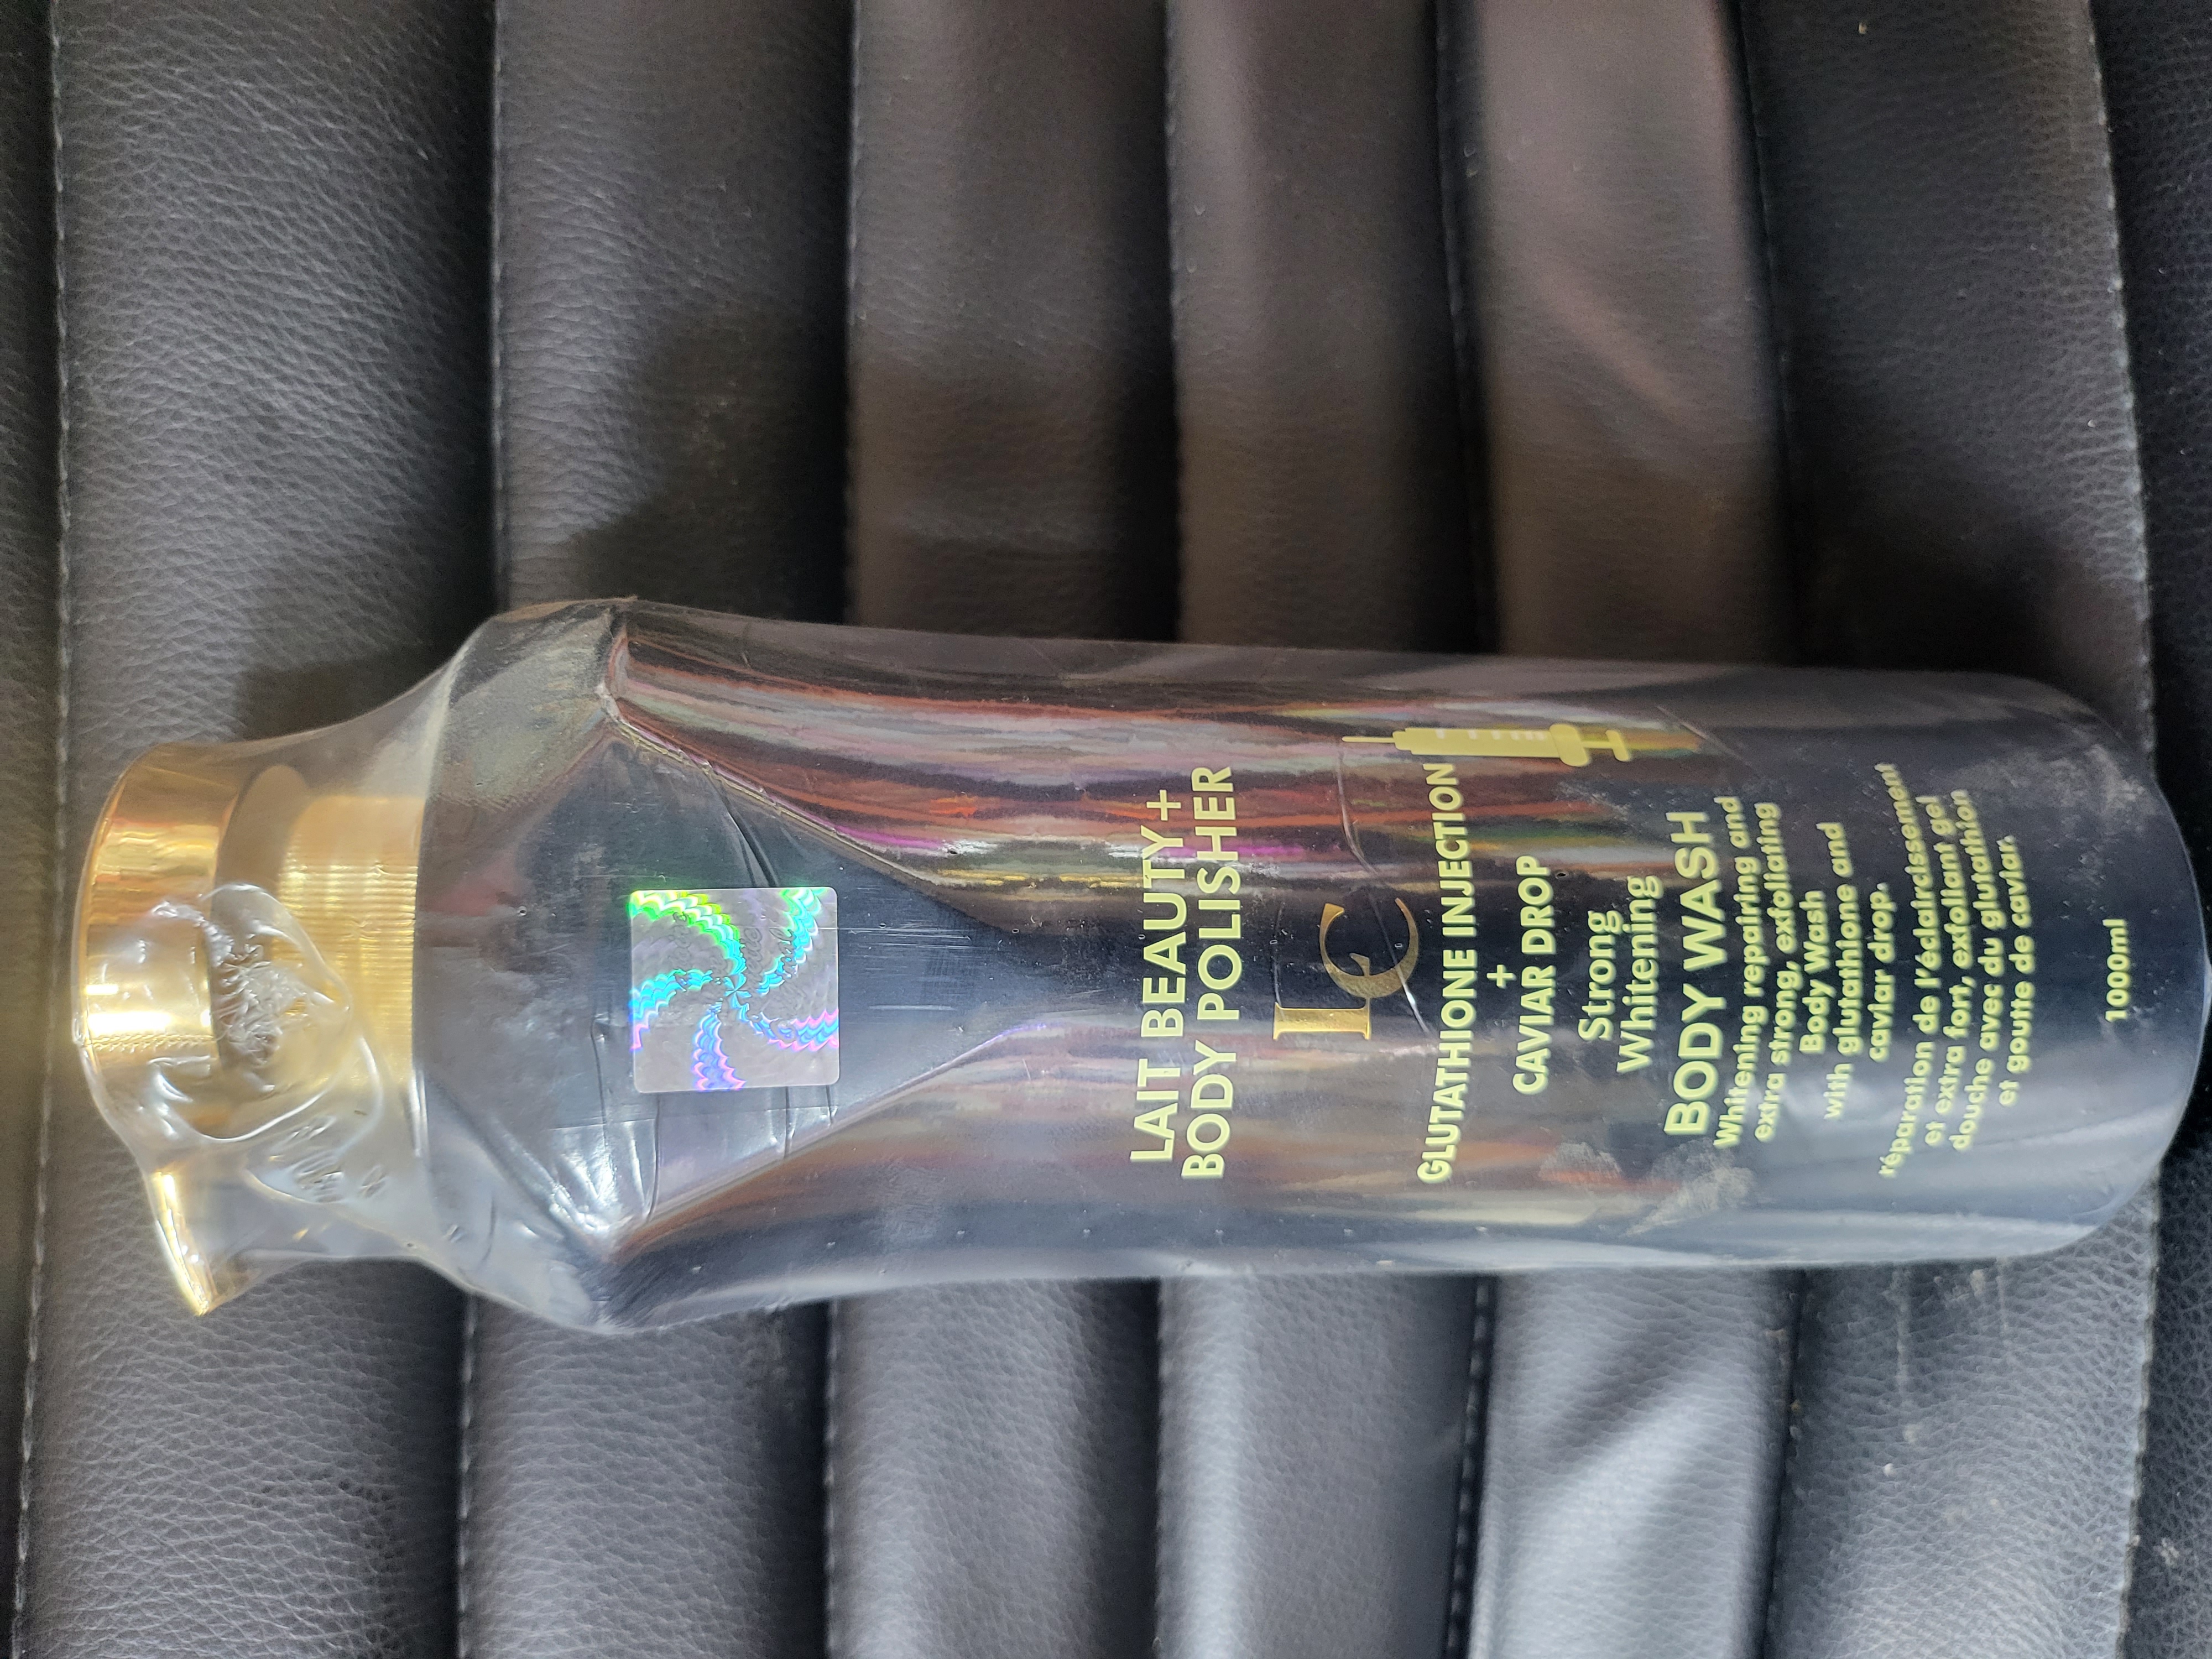 LAIT BEAUTY+
BODY POLISHER
LC
GLUTATHIONE INJECTION
+
CAVIAR DROP
Strong
Whitening
BODY WASH
Whitening repairing and
extra strong, exfoliating
Body Wash
with glutathione and
caviar drop.
réparation de l'éclaircissement
et extra fort, exfoliant gel
douche avec du glutathion
et goutte de caviar.
1000ml